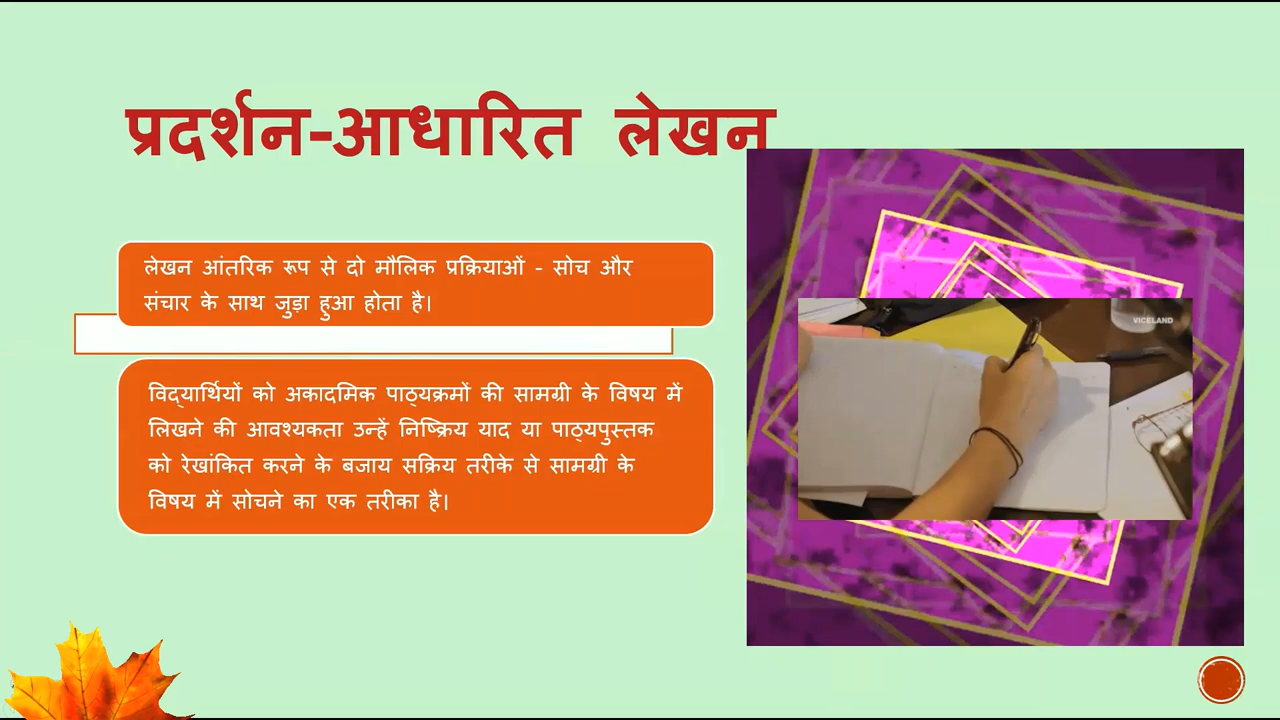 प्रदर्शन-आधारित लेखन
लेखन आंतरिक रूप से दो मौलिक प्रक्रियाओं - सोच और
संचार के साथ जुड़ा हुआ होता है।
विद्यार्थियों को अकादमिक पाठ्यक्रमों की सामग्री के विषय में
लिखने की आवश्यकता उन्हें निष्क्रिय याद या पाठ्यपुस्तक
को रेखांकित करने के बजाय सक्रिय तरीके से सामग्री के
विषय में सोचने का एक तरीका है।
VICELAND